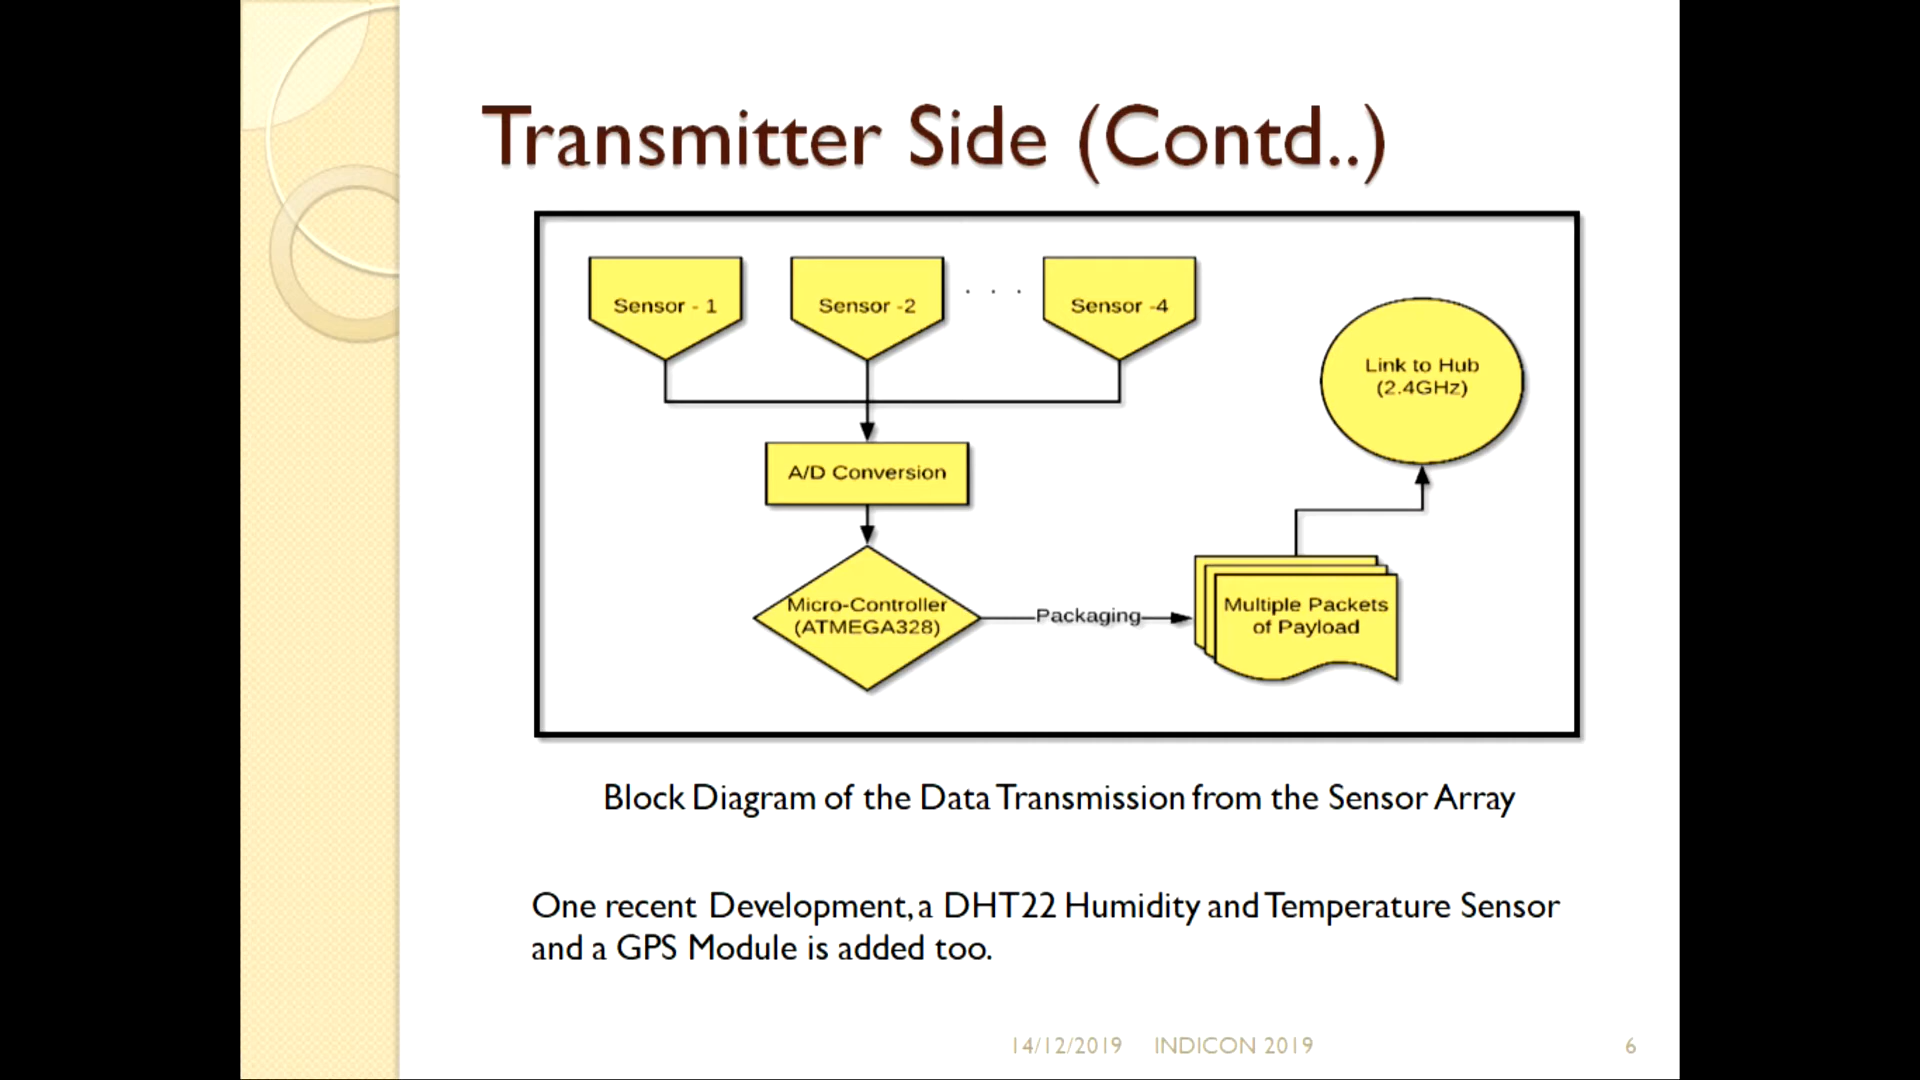 Transmitter Side (Contd..)
Sensor - 1
Sensor -2
. . .
Sensor -4
Link to Hub
(2.4GHz)
A/D Conversion
Micro-Controller
(ATMEGA328)
Packaging
Multiple Packets
of Payload
Block Diagram of the Data Transmission from the Sensor Array
One recent Development, a DHT22 Humidity and Temperature Sensor
and a GPS Module is added too.
14/12/2019 INDICON 2019 6